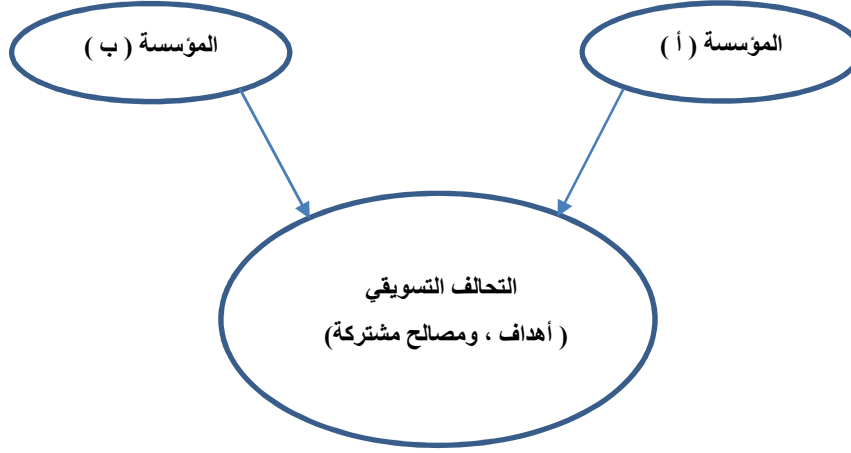 المؤسسة ( أ )
المؤسسة ( ب )
التحالف التسويقي
( أهداف ، ومصالح مشتركة)